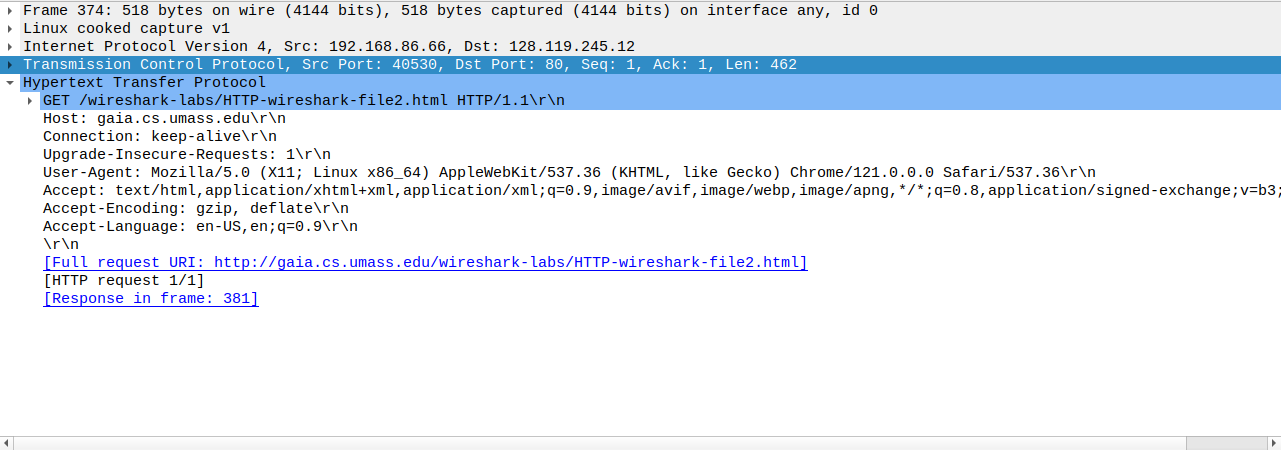 Frame 374: 518 bytes on wire (4144 bits), 518 bytes captured (4144 bits) on interface any, id 0
Linux cooked capture v1
Internet Protocol Version 4, Src: 192.168.86.66, Dst: 128.119.245.12
Transmission Control Protocol, Src Port: 40530, Dst Port: 80, Seq: 1, Ack: 1, Len: 462
Hypertext Transfer Protocol
GET /wireshark-labs/HTTP-wireshark-file2.html HTTP/1.1\r\n
Host: gaia.cs.umass.edu\r\n
Connection: keep-alive\r\n
Upgrade-Insecure-Requests: 1\r\n
User-Agent: Mozilla/5.0 (X11; Linux x86_64) AppleWebKit/537.36 (KHTML, like Gecko) Chrome/121.0.0.0 Safari/537.36\r\n
Accept: text/html,application/xhtml+xml,application/xml;q=0.9,image/avif,image/webp,image/apng,*/*;q=0.8,application/signed-exchange;v=b3;
Accept-Encoding: gzip, deflate\r\n
Accept-Language: en-US,en;q=0.9\r\n
\r\n
[Full request URI: http://gaia.cs.umass.edu/wireshark-labs/HTTP-wireshark-file2.html]
[HTTP request 1/1]
[Response in frame: 381]